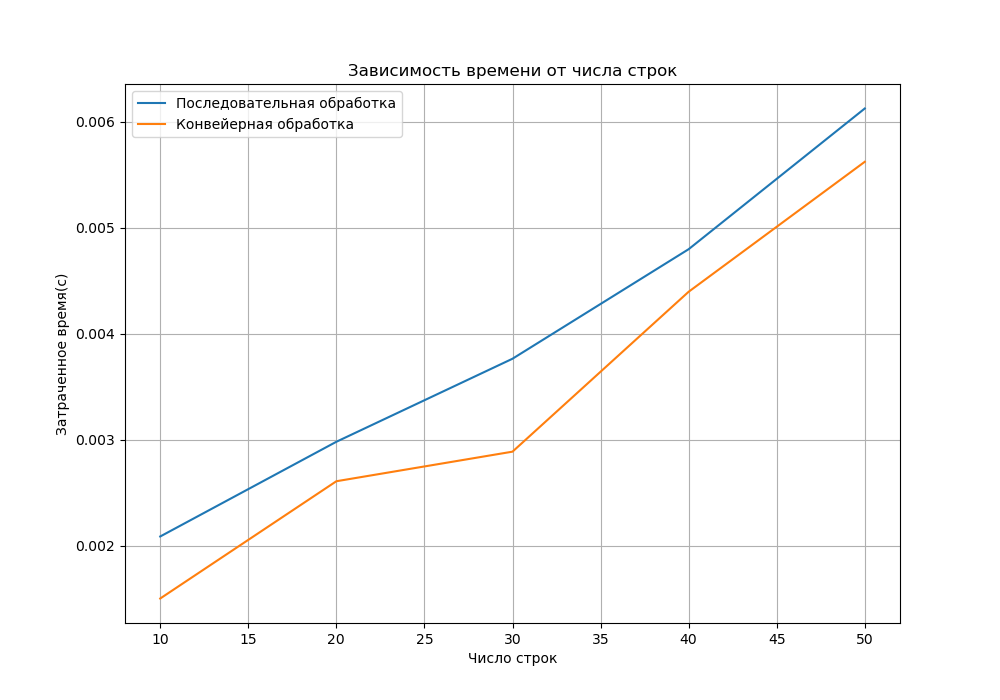 Зависимость времени от числа строк
Последовательная обработка
Конвейерная обработка
0.006
0.005
0.004
0.003
0.002
Затраченное время(с)
10 15 20 25 30 35 40 45 50
Число строк